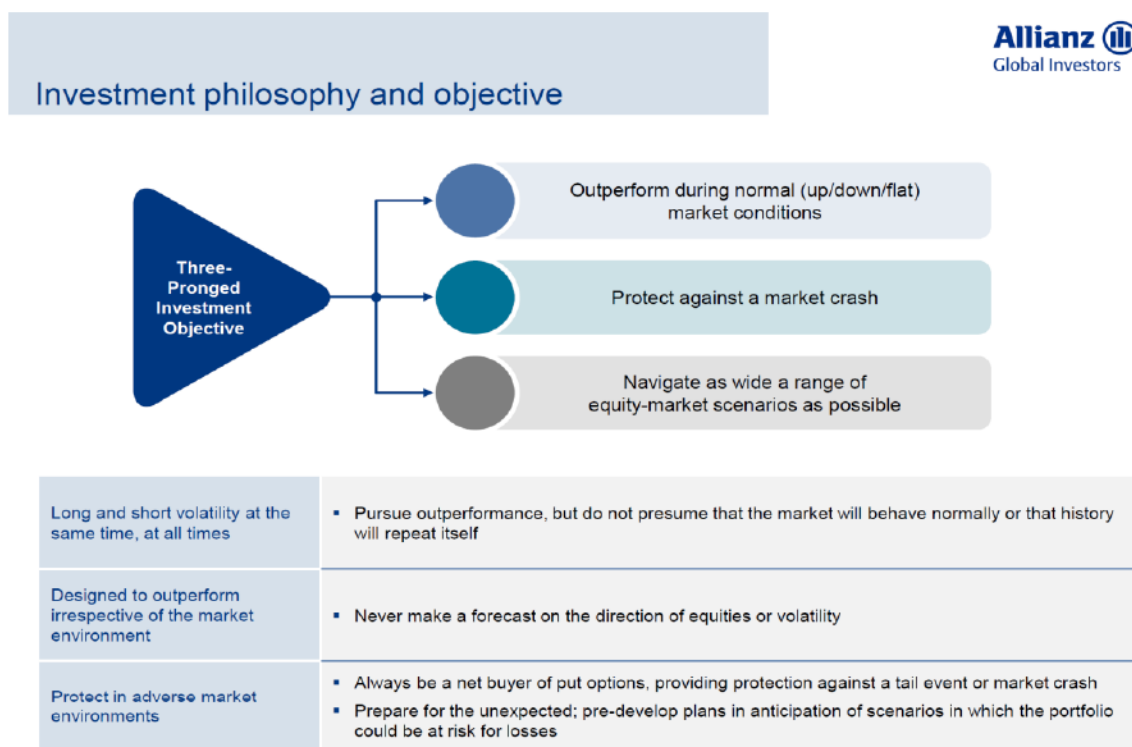 Allianz
Global Investors
Investment philosophy and objective
Three-
Pronged
Investment
Objective
Outperform during normal (up/down/flat)
market conditions
Protect against a market crash
Navigate as wide a range of
equity-market scenarios as possible
Long and short volatility at the
same time, at all times
▪ Pursue outperformance, but do not presume that the market will behave normally or that history
will repeat itself
Designed to outperform
irrespective of the market
environment
▪ Never make a forecast on the direction of equities or volatility
Protect in adverse market
environments
▪ Always be a net buyer of put options, providing protection against a tail event or market crash
▪ Prepare for the unexpected; pre-develop plans in anticipation of scenarios in which the portfolio
could be at risk for losses